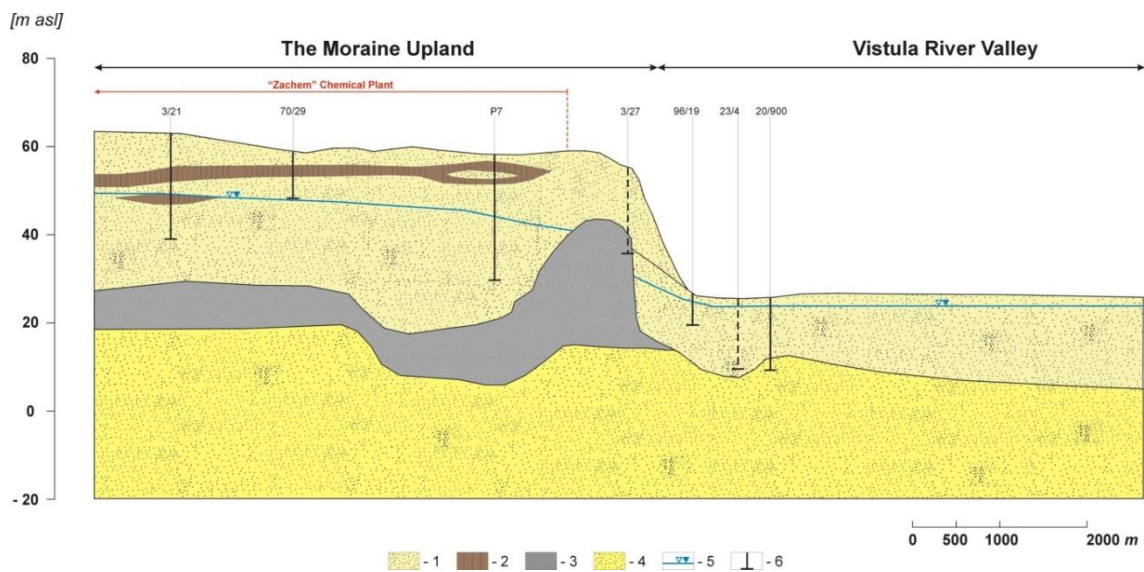 [m asl]
The Moraine Upland Vistula River Valley
80
"Zachem" Chemical Plant
3/21 70/29 P7 3/27 96/19 23/4 20/900
60
40
20
0
- 20
0 500 1000 2000 m
- 1 - 2 - 3 - 4 - 5 - 6